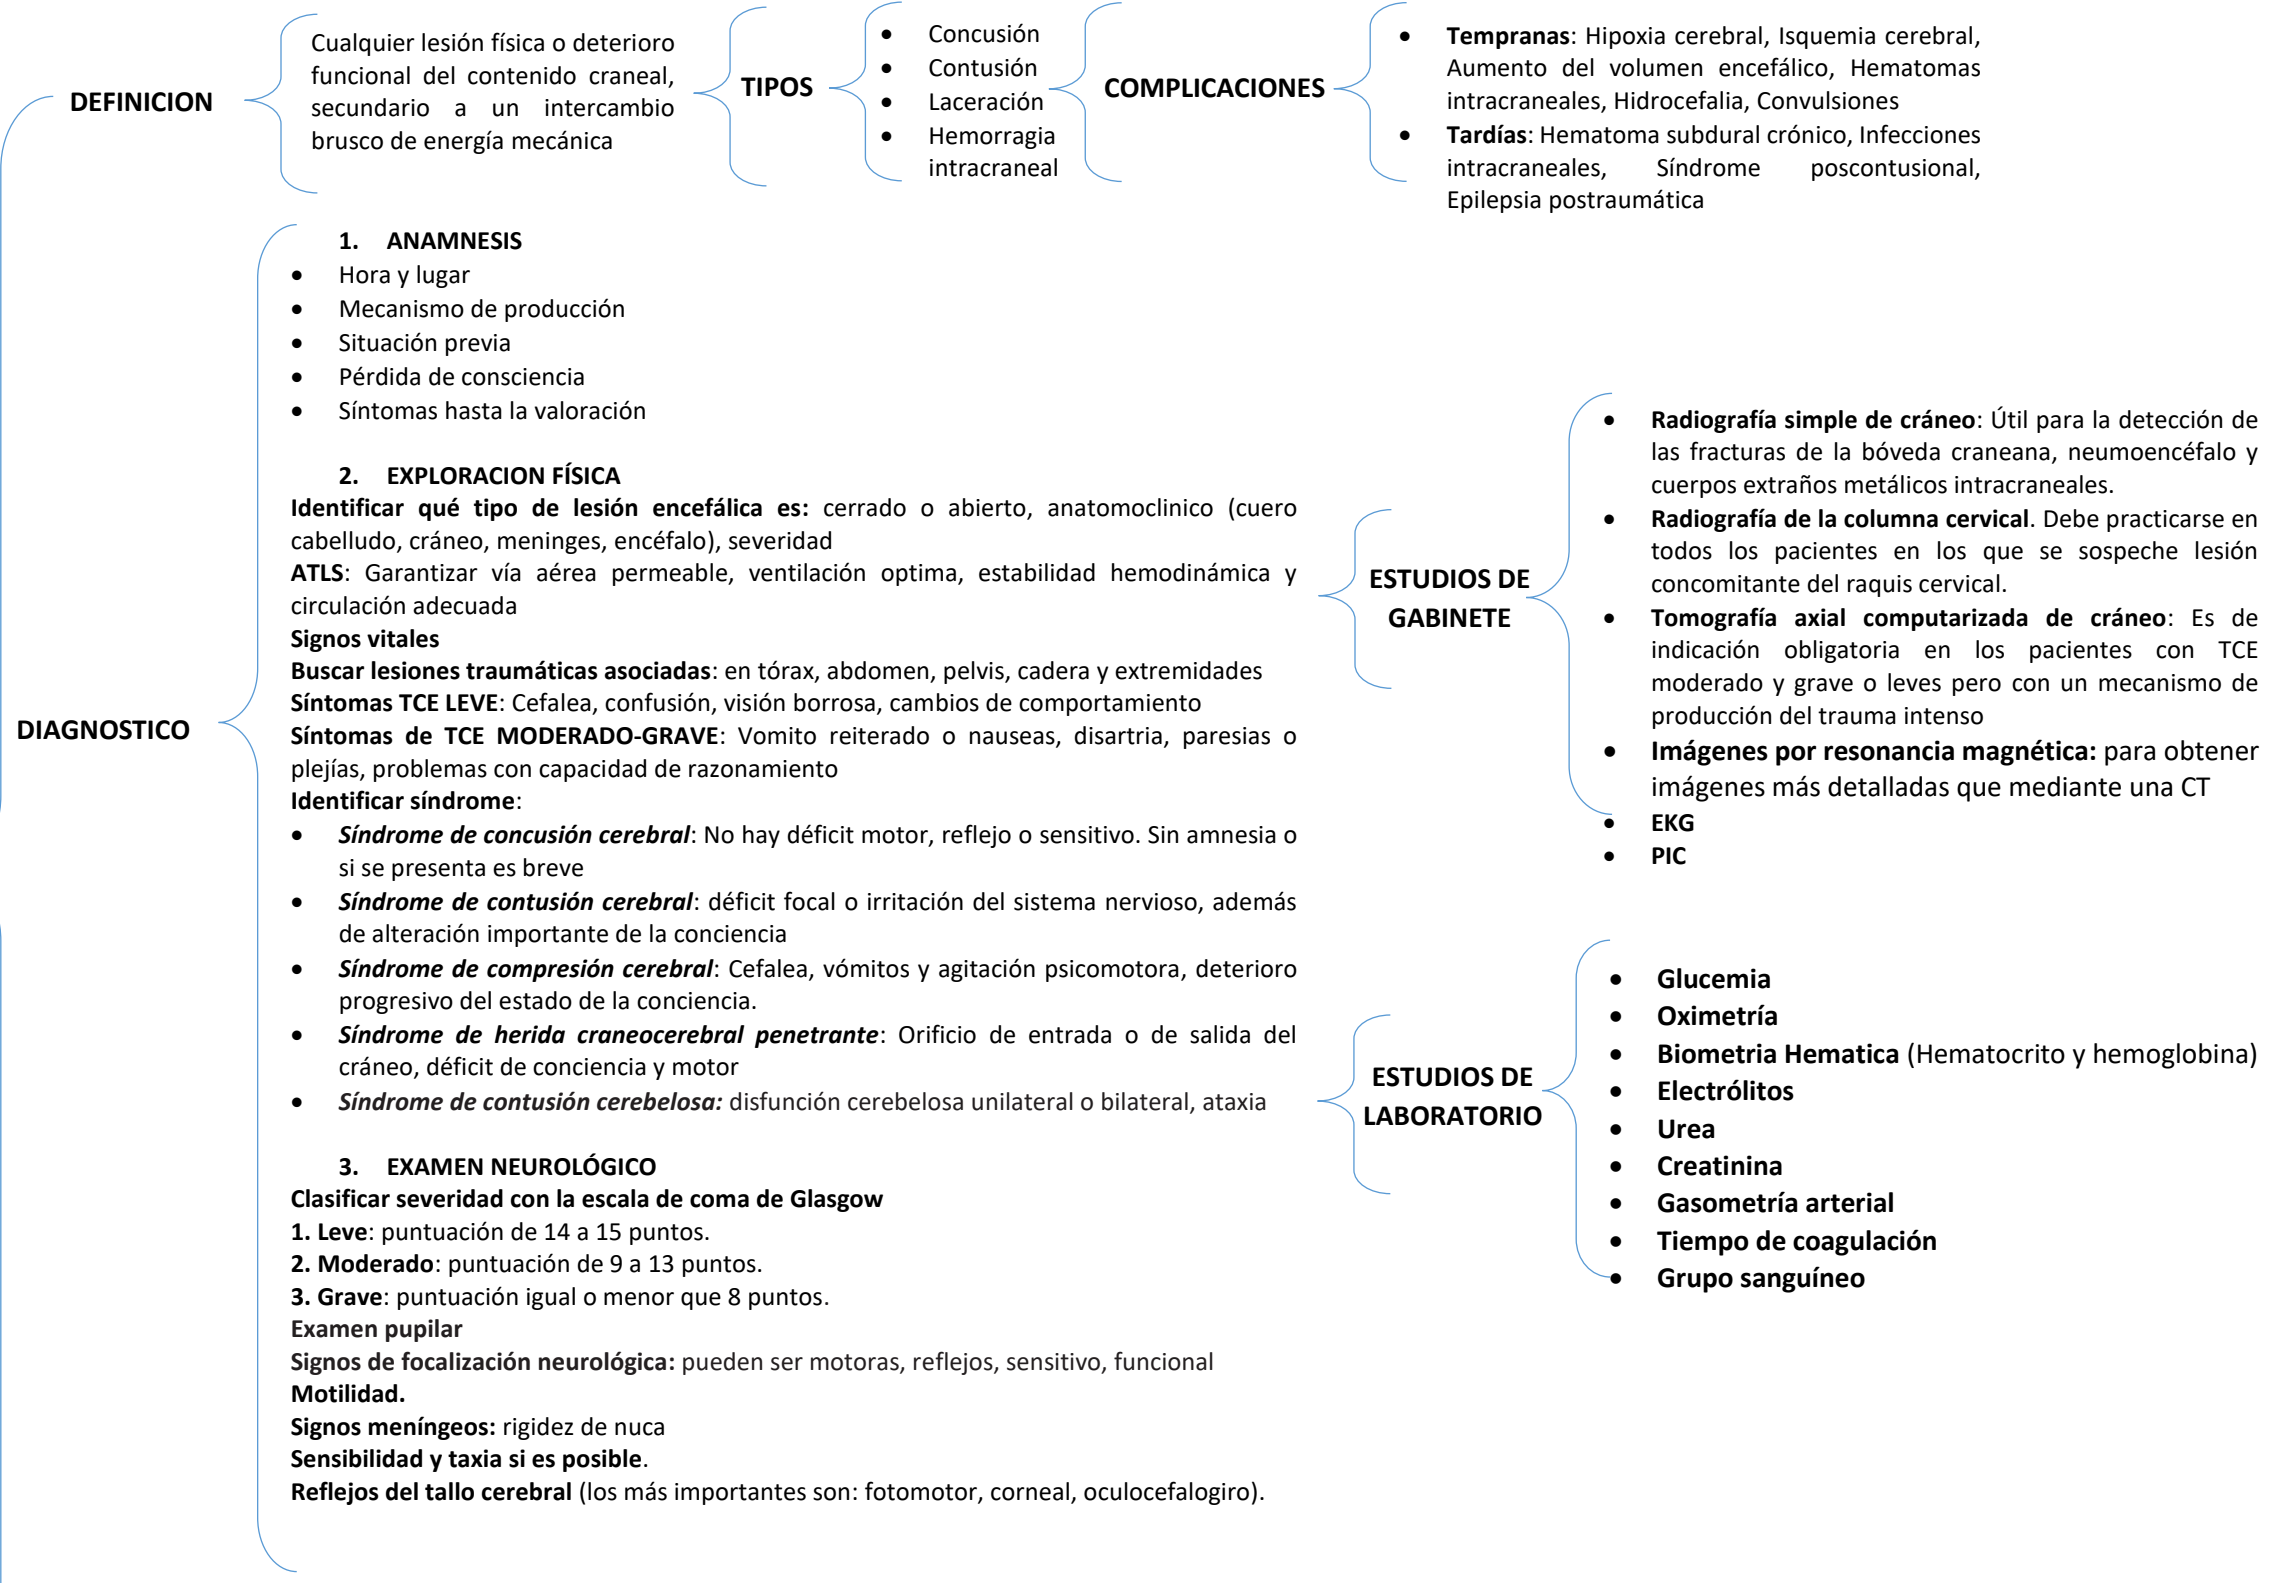 DEFINICION
Cualquier lesión física o deterioro
funcional del contenido craneal,
secundario a un intercambio
brusco de energía mecánica
TIPOS
• Concusión
• Contusión
• Laceración
• Hemorragia
intracraneal
COMPLICACIONES
• Tempranas: Hipoxia cerebral, Isquemia cerebral,
Aumento del volumen encefálico, Hematomas
intracraneales, Hidrocefalia, Convulsiones
• Tardías: Hematoma subdural crónico, Infecciones
intracraneales, Síndrome poscontusional,
Epilepsia postraumática
DIAGNOSTICO
1. ANAMNESIS
• Hora y lugar
• Mecanismo de producción
• Situación previa
• Pérdida de consciencia
• Síntomas hasta la valoración
2. EXPLORACION FÍSICA
Identificar qué tipo de lesión encefálica es: cerrado o abierto, anatomoclinico (cuero
cabelludo, cráneo, meninges, encéfalo), severidad
ATLS: Garantizar vía aérea permeable, ventilación optima, estabilidad hemodinámica y
circulación adecuada
Signos vitales
Buscar lesiones traumáticas asociadas: en tórax, abdomen, pelvis, cadera y extremidades
Síntomas TCE LEVE: Cefalea, confusión, visión borrosa, cambios de comportamiento
Síntomas de TCE MODERADO-GRAVE: Vomito reiterado o nauseas, disartria, paresias o
plejías, problemas con capacidad de razonamiento
Identificar síndrome:
• Síndrome de concusión cerebral: No hay déficit motor, reflejo o sensitivo. Sin amnesia o
si se presenta es breve
• Síndrome de contusión cerebral: déficit focal o irritación del sistema nervioso, además
de alteración importante de la conciencia
• Síndrome de compresión cerebral: Cefalea, vómitos y agitación psicomotora, deterioro
progresivo del estado de la conciencia.
• Síndrome de herida craneocerebral penetrante: Orificio de entrada o de salida del
cráneo, déficit de conciencia y motor
• Síndrome de contusión cerebelosa: disfunción cerebelosa unilateral o bilateral, ataxia
3. EXAMEN NEUROLÓGICO
Clasificar severidad con la escala de coma de Glasgow
1. Leve: puntuación de 14 a 15 puntos.
2. Moderado: puntuación de 9 a 13 puntos.
3. Grave: puntuación igual o menor que 8 puntos.
Examen pupilar
Signos de focalización neurológica: pueden ser motoras, reflejos, sensitivo, funcional
Motilidad.
Signos meníngeos: rigidez de nuca
Sensibilidad y taxia si es posible.
Reflejos del tallo cerebral (los más importantes son: fotomotor, corneal, oculocefalogiro).
ESTUDIOS DE
GABINETE
• Radiografía simple de cráneo: Útil para la detección de
las fracturas de la bóveda craneana, neumoencéfalo y
cuerpos extraños metálicos intracraneales.
• Radiografía de la columna cervical. Debe practicarse en
todos los pacientes en los que se sospeche lesión
concomitante del raquis cervical.
• Tomografía axial computarizada de cráneo: Es de
indicación obligatoria en los pacientes con TCE
moderado y grave o leves pero con un mecanismo de
producción del trauma intenso
• Imágenes por resonancia magnética: para obtener
imágenes más detalladas que mediante una CT
• EKG
• PIC
ESTUDIOS DE
LABORATORIO
• Glucemia
• Oximetría
• Biometria Hematica (Hematocrito y hemoglobina)
• Electrólitos
• Urea
• Creatinina
• Gasometría arterial
• Tiempo de coagulación
• Grupo sanguíneo